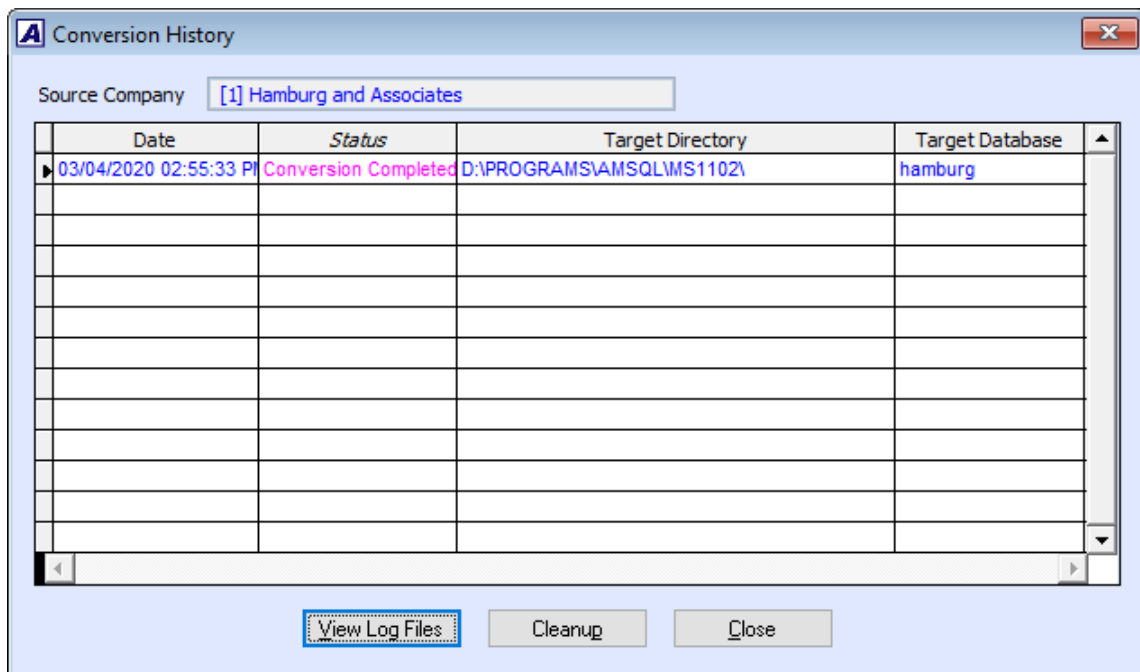 A Conversion History
Source Company [1] Hamburg and Associates
Date Status Target Directory Target Database
03/04/2020 02:55:33 PM Conversion Completed D:\PROGRAMS\AMSQL\MS1102\ hamburg
View Log Files Cleanup Close